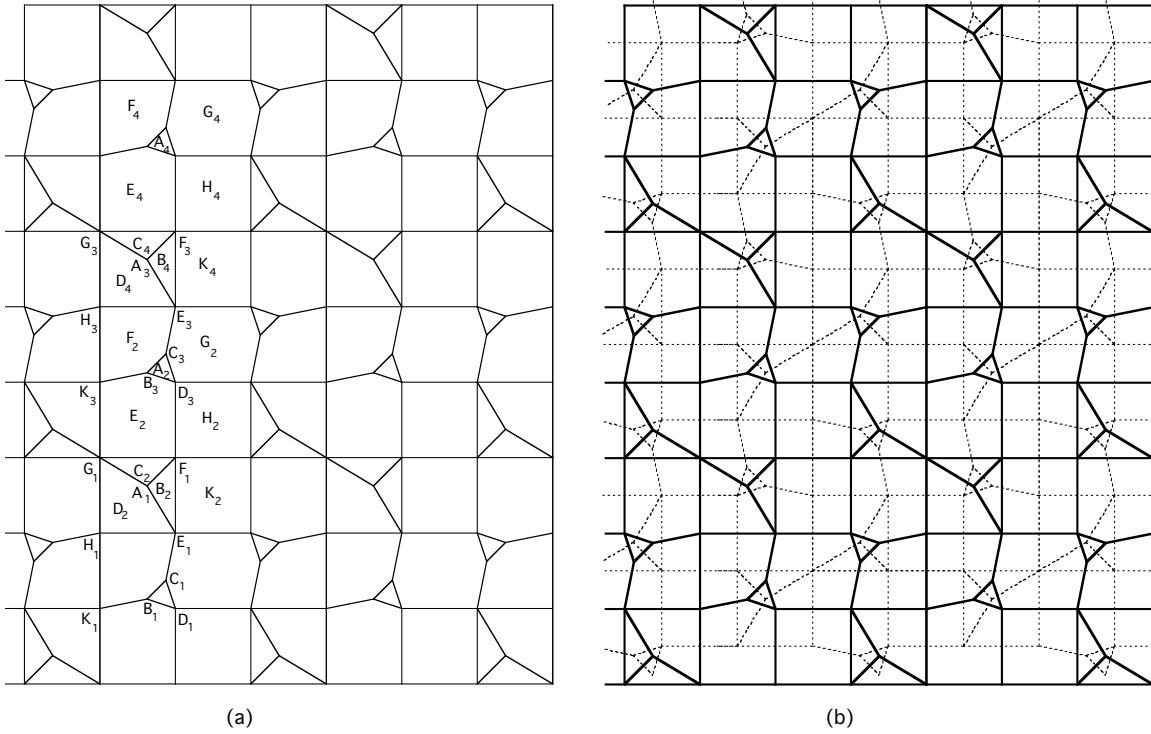 F₄ G₄
A₄
E₄ H₄
G₃ C₄ F₃
A₃ B₄ K₄
D₄
H₃ E₃
F₂ G₂
C₃
A₂
B₃
K₃ D₃
E₂ H₂
G₁ C₂ F₁
A₁ B₂ K₂
D₂
H₁ E₁
C₁
B₁
K₁ D₁
(a) (b)